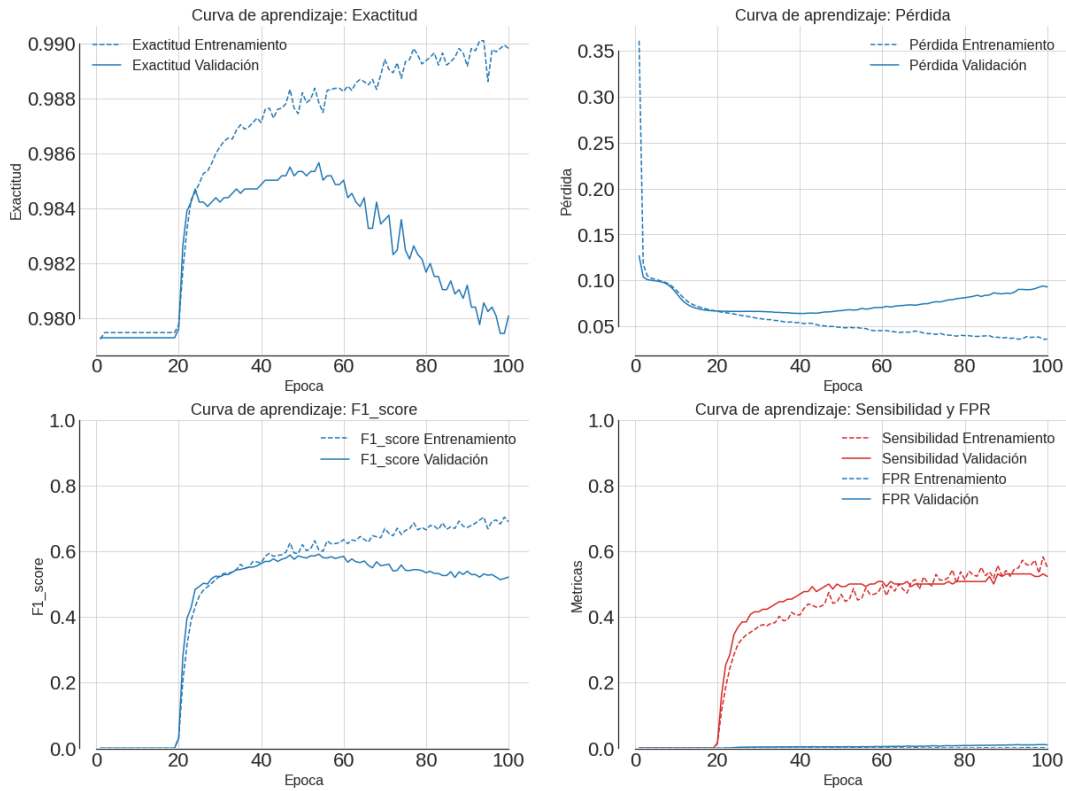 Curva de aprendizaje: Exactitud
0.990
0.988
0.986
0.984
0.982
0.980
Exactitud
Exactitud Entrenamiento
Exactitud Validación
0 20 40 60 80 100
Epoca
Curva de aprendizaje: Pérdida
0.35
0.30
0.25
0.20
0.15
0.10
0.05
Pérdida
Pérdida Entrenamiento
Pérdida Validación
0 20 40 60 80 100
Epoca
Curva de aprendizaje: F1_score
1.0
0.8
0.6
0.4
0.2
0.0
F1_score
F1_score Entrenamiento
F1_score Validación
0 20 40 60 80 100
Epoca
Curva de aprendizaje: Sensibilidad y FPR
1.0
0.8
0.6
0.4
0.2
0.0
Metricas
Sensibilidad Entrenamiento
Sensibilidad Validación
FPR Entrenamiento
FPR Validación
0 20 40 60 80 100
Epoca